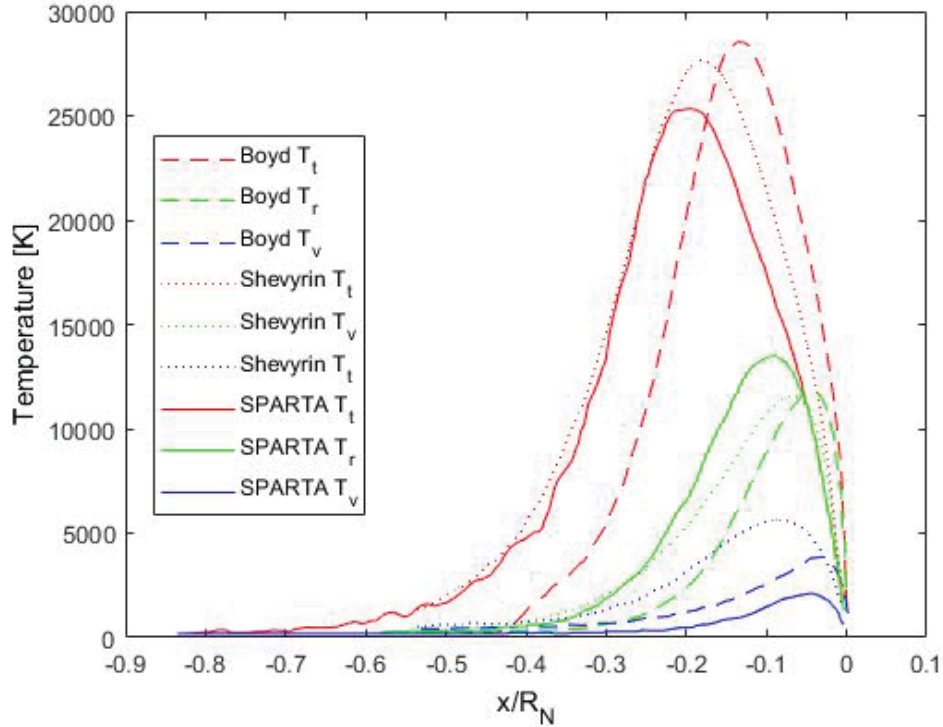 30000
25000
20000
15000
10000
5000
0
Temperature [K]
Boyd T_t
Boyd T_r
Boyd T_v
Shevyrin T_t
Shevyrin T_v
Shevyrin T_t
SPARTA T_t
SPARTA T_r
SPARTA T_v
-0.9 -0.8 -0.7 -0.6 -0.5 -0.4 -0.3 -0.2 -0.1 0 0.1
x/R_N